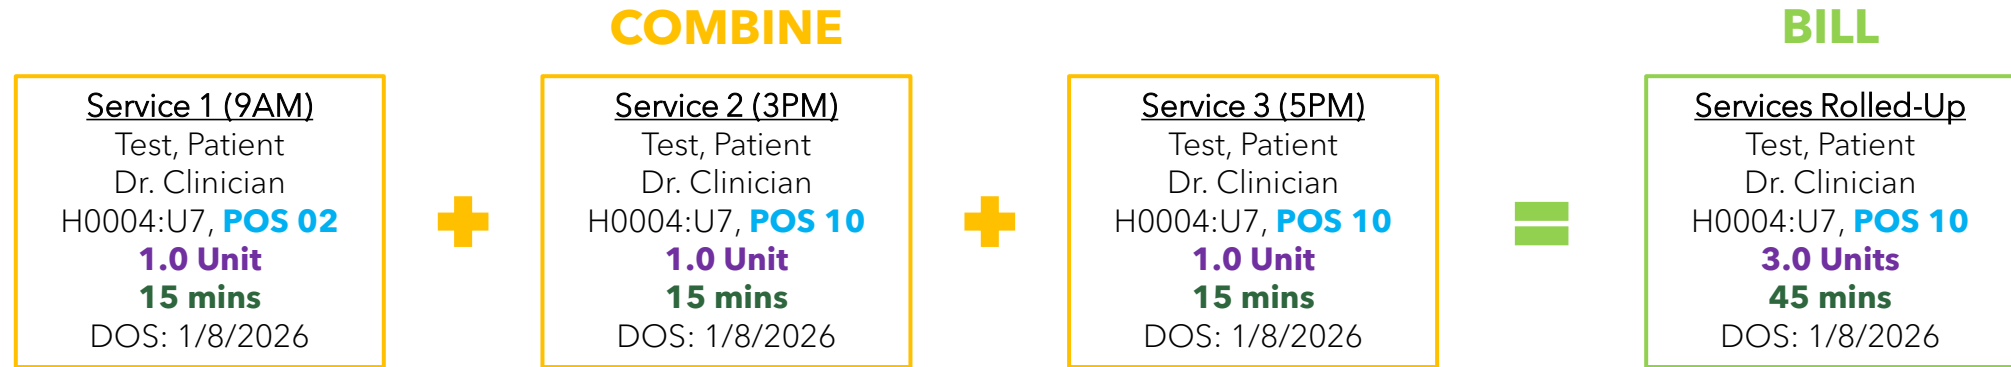 COMBINE
BILL
Service 1 (9AM)
Test, Patient
Dr. Clinician
H0004:U7, POS 02
1.0 Unit
15 mins
DOS: 1/8/2026
Service 2 (3PM)
Test, Patient
Dr. Clinician
H0004:U7, POS 10
1.0 Unit
15 mins
DOS: 1/8/2026
Service 3 (5PM)
Test, Patient
Dr. Clinician
H0004:U7, POS 10
1.0 Unit
15 mins
DOS: 1/8/2026
Services Rolled-Up
Test, Patient
Dr. Clinician
H0004:U7, POS 10
3.0 Units
45 mins
DOS: 1/8/2026